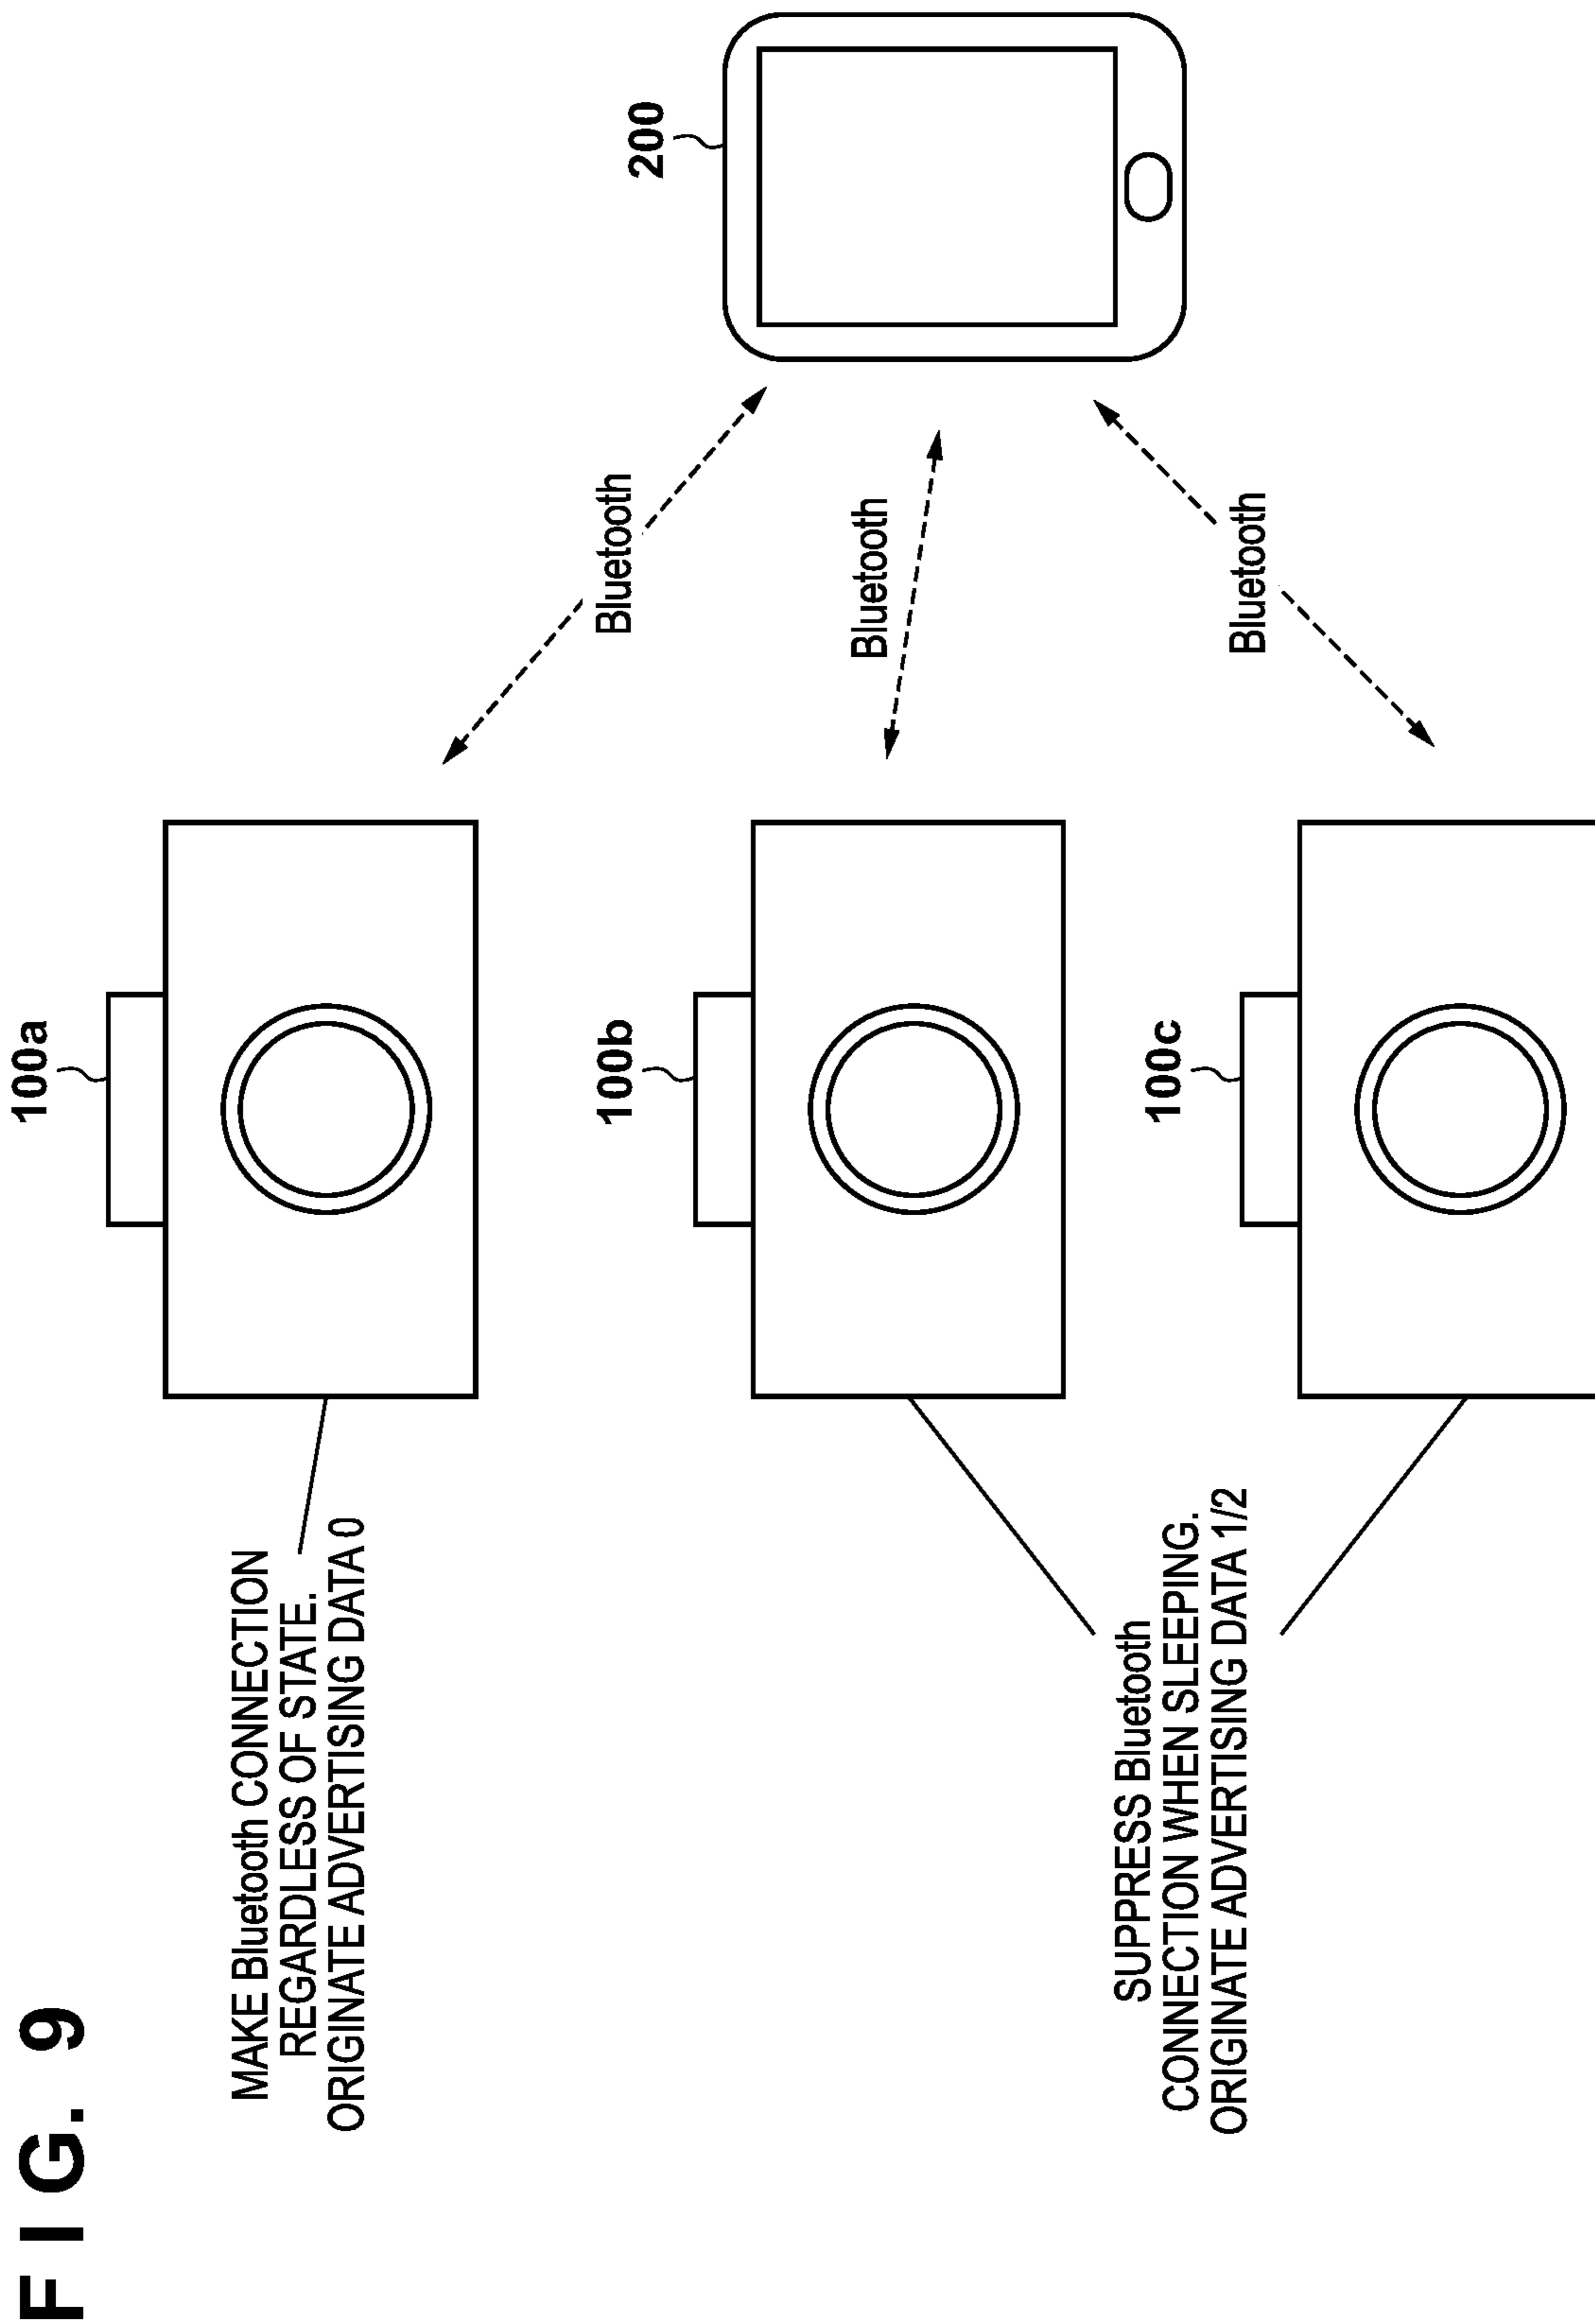 FIG. 9
100a
MAKE Bluetooth CONNECTION
REGARDLESS OF STATE.
ORIGINATE ADVERTISING DATA 0
Bluetooth
200
100b
Bluetooth
SUPPRESS Bluetooth
CONNECTION WHEN SLEEPING.
ORIGINATE ADVERTISING DATA 1/2
100c
Bluetooth